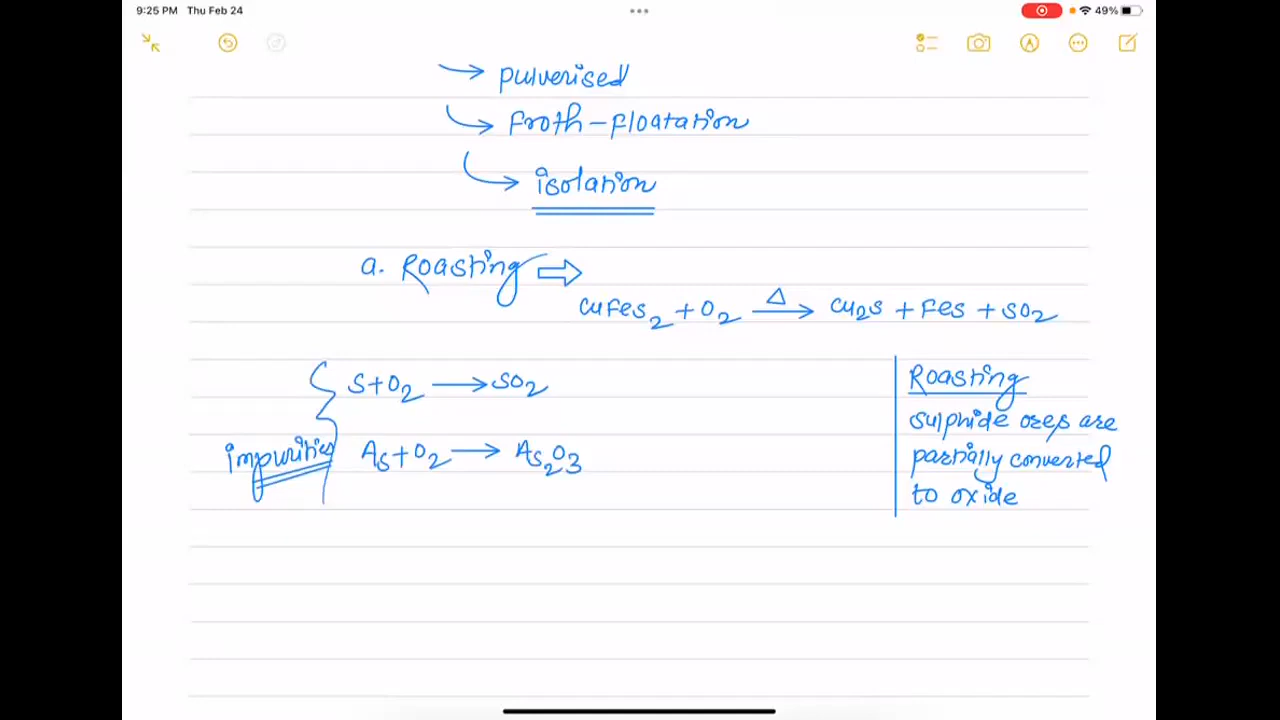 9:25 PM Thu Feb 24
49%
pulverised
Froth-Floatation
isolation
a. Roasting
CuFeS2 + O2 Δ→ Cu2S + FeS + SO2
S+O2 → SO2
impurities
As+O2 → As2O3
Roasting
sulphide ores are
partially converted
to oxide